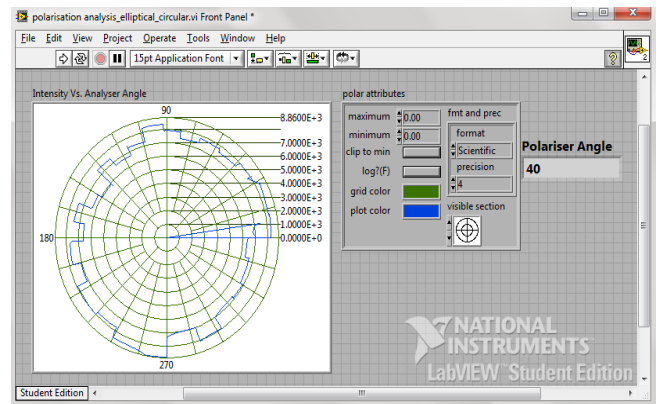 polarisation analysis_elliptical_circular.vi Front Panel *
File Edit View Project Operate Tools Window Help
15pt Application Font
2
Intensity Vs. Analyser Angle
90
8.8600E+3
7.0000E+3
6.0000E+3
5.0000E+3
4.0000E+3
3.0000E+3
2.0000E+3
1.0000E+3
0.0000E+0
180
270
polar attributes
maximum 0.00
minimum 0.00
clip to min
log?(F)
grid color
plot color
fmt and prec
format
Scientific
precision
4
visible section
Polariser Angle
40
NATIONAL
INSTRUMENTS
LabVIEW Student Edition
Student Edition